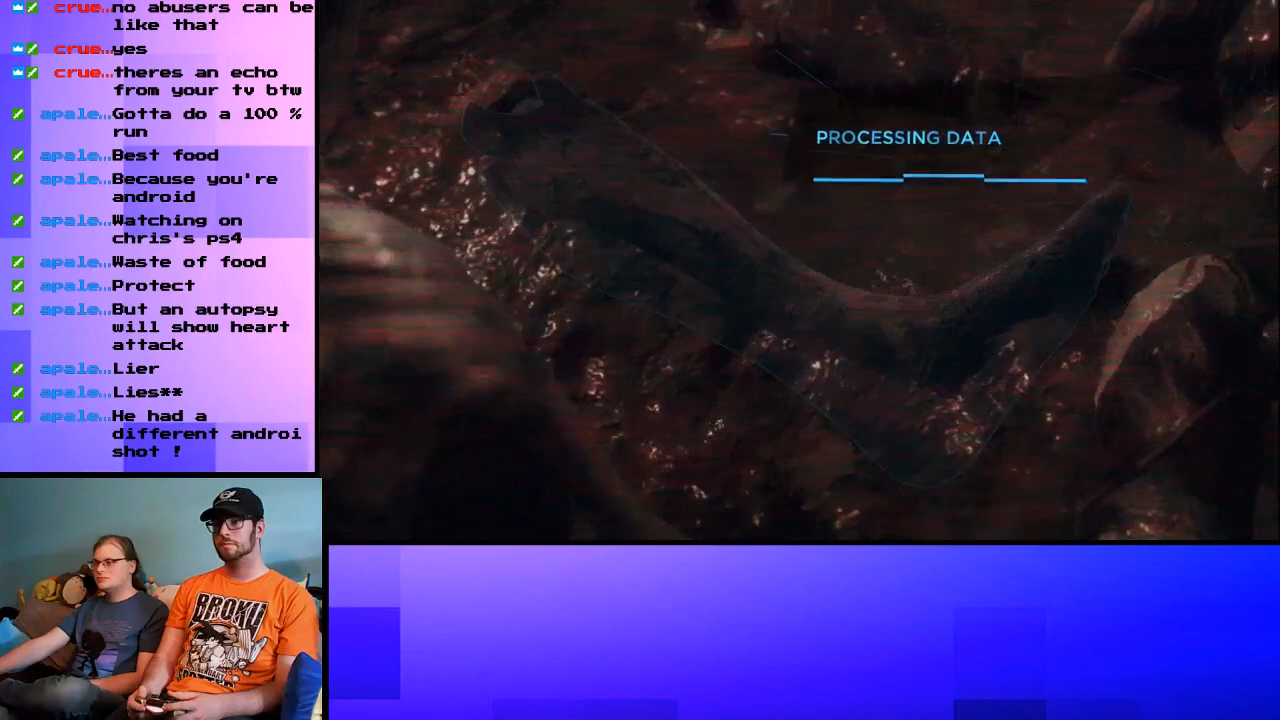 crue...no abusers can be
like that
crue...yes
crue...theres an echo
from your tv btw
apale...Gotta do a 100 %
run
apale...Best food
apale...Because you're
android
apale...Watching on
chris's ps4
apale...Waste of food
apale...Protect
apale...But an autopsy
will show heart
attack
apale...Lier
apale...Lies**
apale...He had a
different androi
shot !
PROCESSING DATA
BROKU